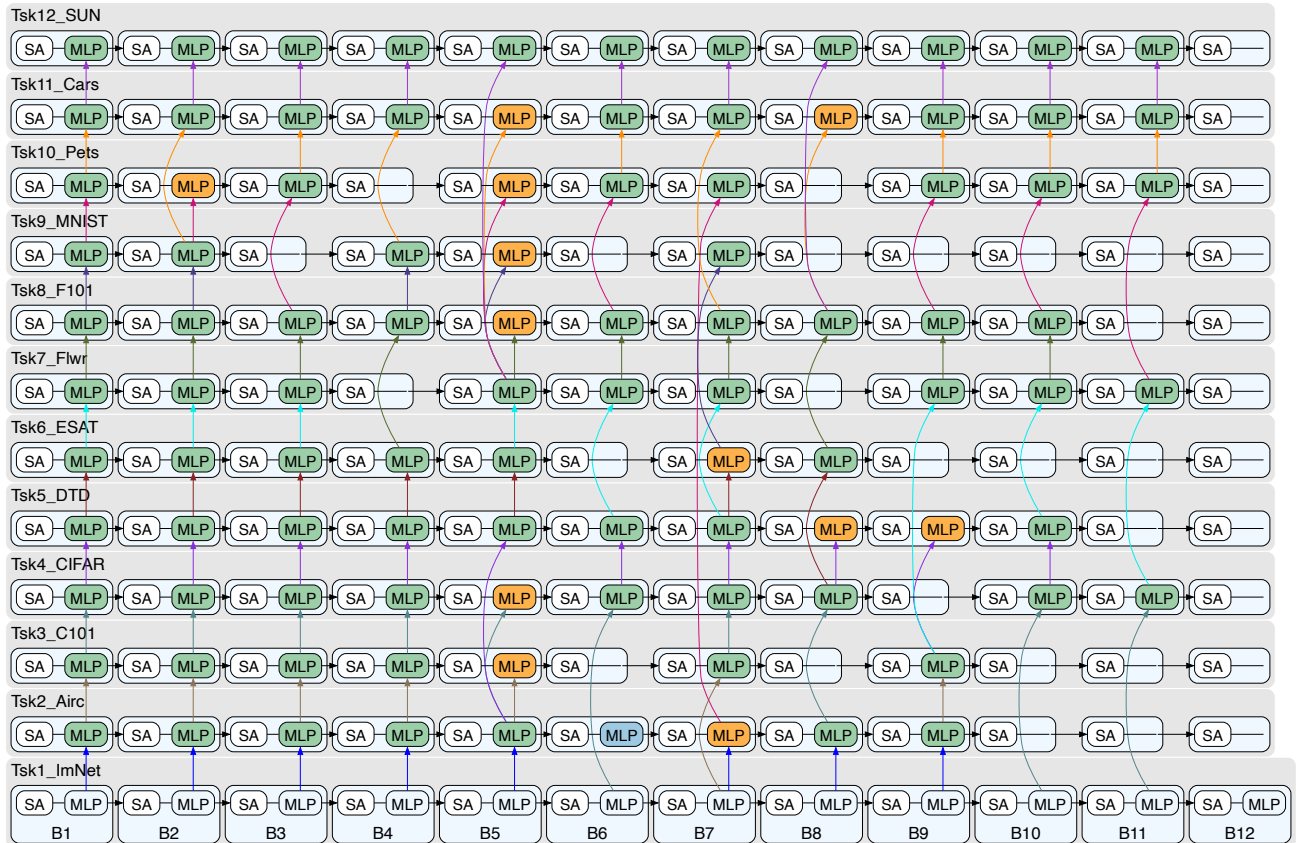 Tsk12_SUN
SA MLP SA MLP SA MLP SA MLP SA MLP SA MLP SA MLP SA MLP SA MLP SA MLP SA MLP SA
Tsk11_Cars
SA MLP SA MLP SA MLP SA MLP SA MLP SA MLP SA MLP SA MLP SA MLP SA MLP SA MLP SA
Tsk10_Pets
SA MLP SA MLP SA MLP SA SA MLP SA MLP SA MLP SA SA MLP SA MLP SA MLP SA
Tsk9_MNIST
SA MLP SA MLP SA SA MLP SA MLP SA SA MLP SA SA SA SA SA
Tsk8_F101
SA MLP SA MLP SA MLP SA MLP SA MLP SA MLP SA MLP SA MLP SA MLP SA MLP SA SA
Tsk7_Flwr
SA MLP SA MLP SA MLP SA SA MLP SA MLP SA MLP SA SA MLP SA MLP SA MLP SA
Tsk6_ESAT
SA MLP SA MLP SA MLP SA MLP SA MLP SA SA MLP SA MLP SA SA SA SA
Tsk5_DTD
SA MLP SA MLP SA MLP SA MLP SA MLP SA MLP SA MLP SA MLP SA MLP SA MLP SA SA
Tsk4_CIFAR
SA MLP SA MLP SA MLP SA MLP SA MLP SA MLP SA MLP SA MLP SA SA MLP SA MLP SA
Tsk3_C101
SA MLP SA MLP SA MLP SA MLP SA MLP SA SA MLP SA SA MLP SA SA SA
Tsk2_Airc
SA MLP SA MLP SA MLP SA MLP SA MLP SA MLP SA MLP SA MLP SA MLP SA SA SA
Tsk1_ImNet
SA MLP SA MLP SA MLP SA MLP SA MLP SA MLP SA MLP SA MLP SA MLP SA MLP SA MLP SA MLP
B1 B2 B3 B4 B5 B6 B7 B8 B9 B10 B11 B12